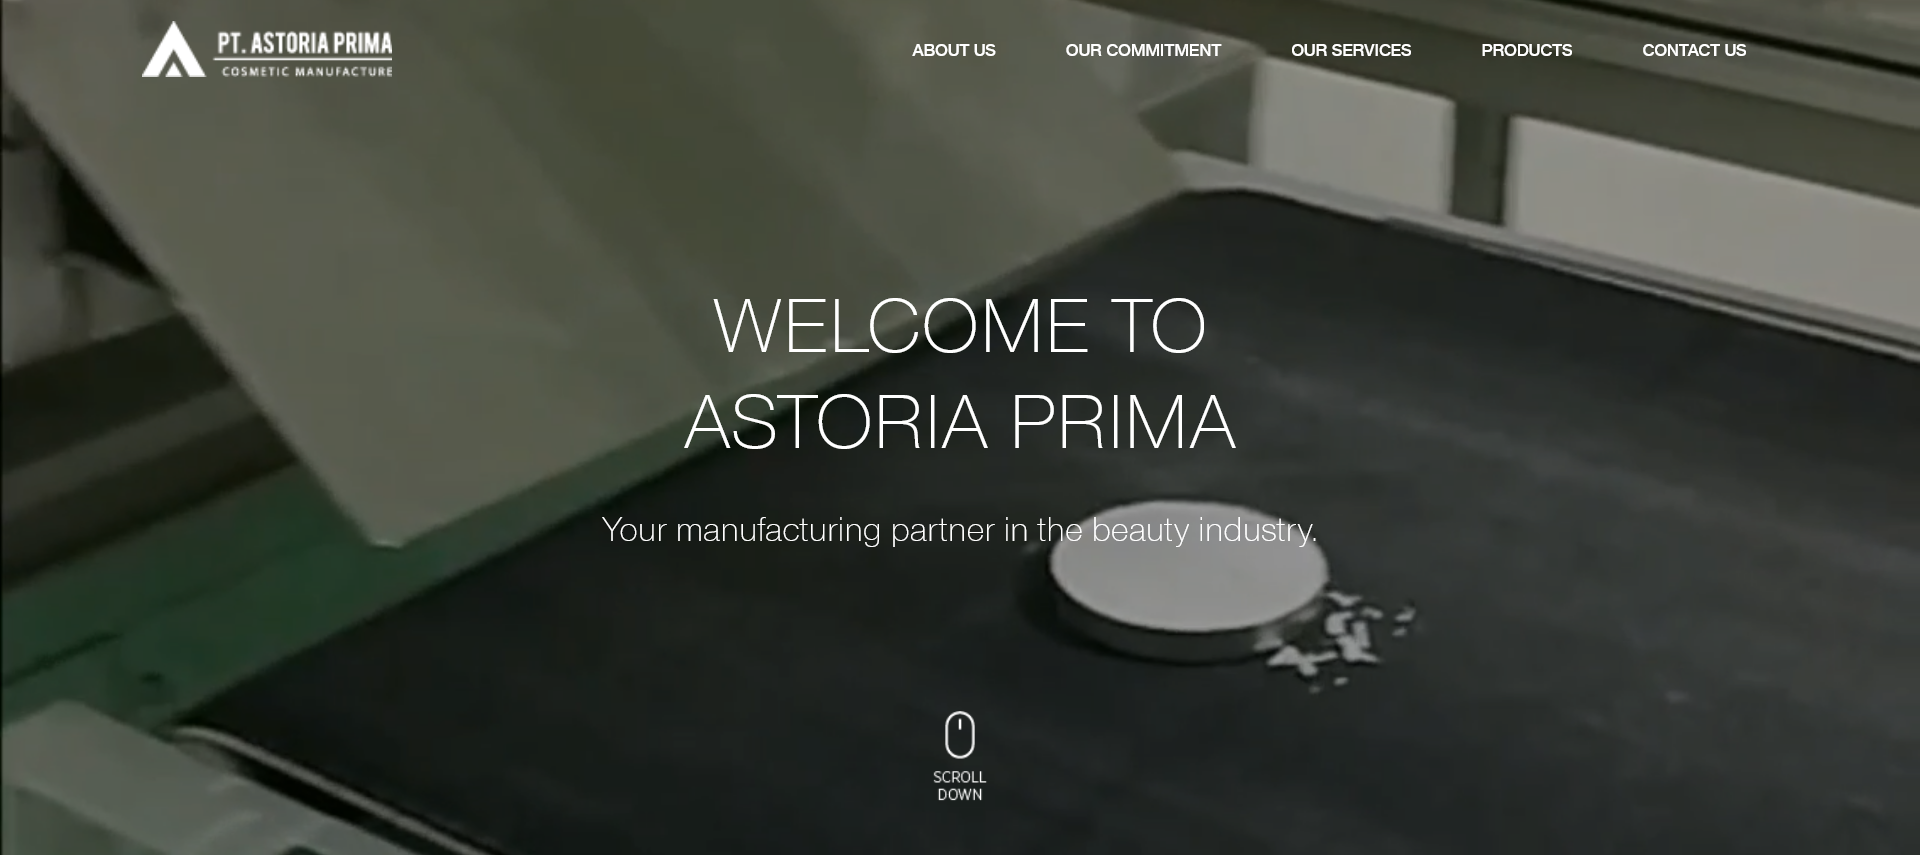 PT. ASTORIA PRIMA
COSMETIC MANUFACTURE
ABOUT US
OUR COMMITMENT
OUR SERVICES
PRODUCTS
CONTACT US
WELCOME TO
ASTORIA PRIMA
Your manufacturing partner in the beauty industry.
SCROLL
DOWN